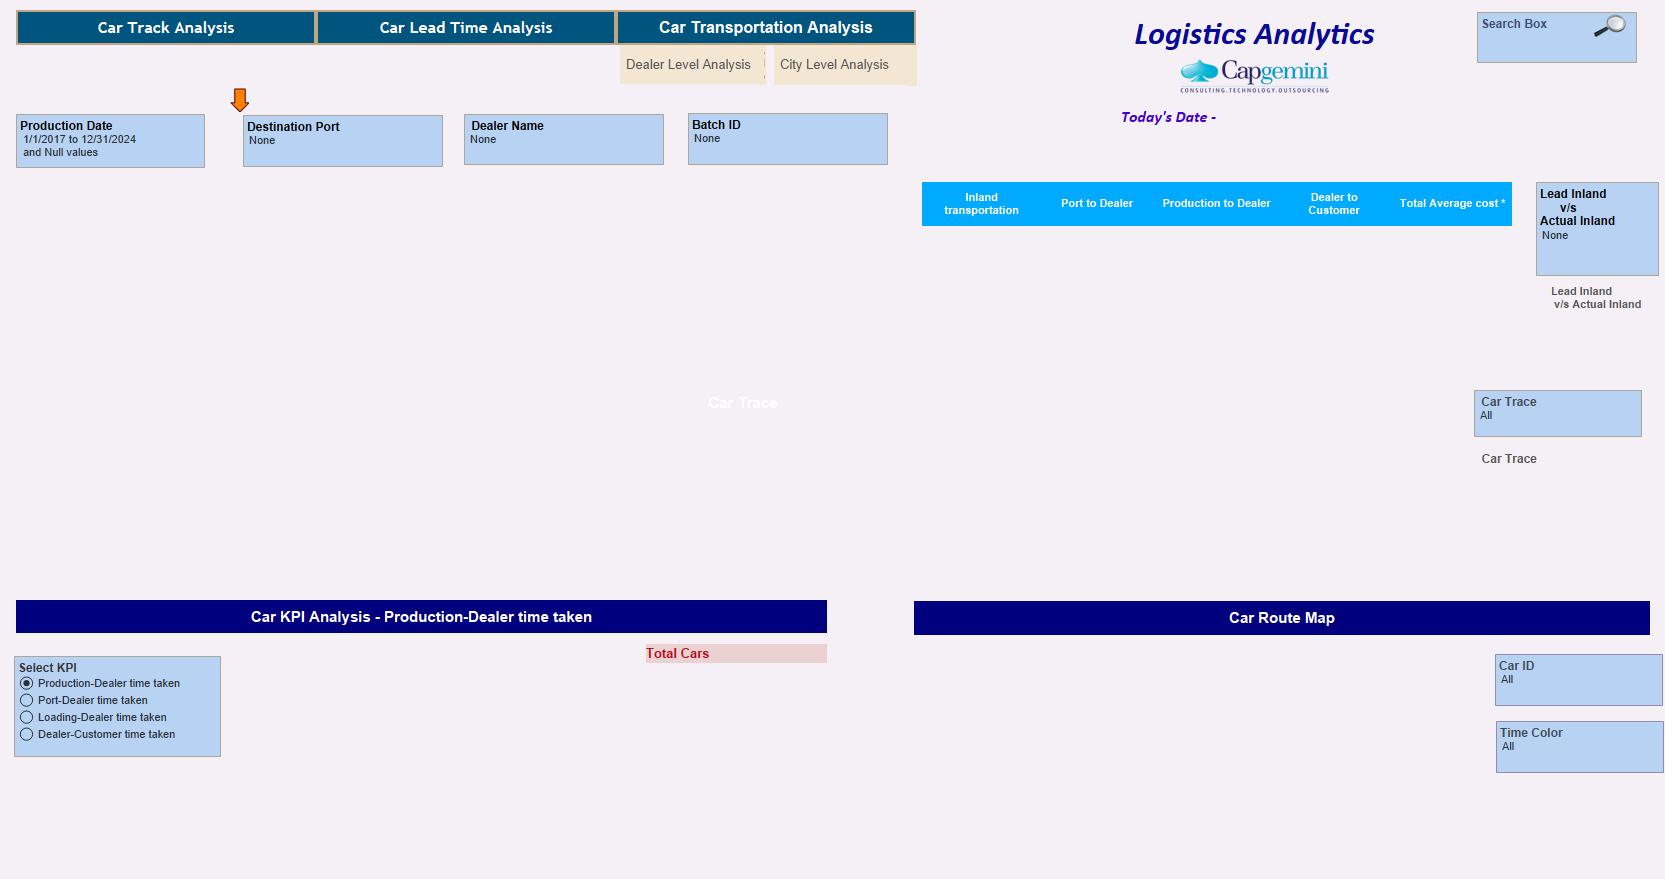 Car Track Analysis
Car Lead Time Analysis
Car Transportation Analysis
Dealer Level Analysis
City Level Analysis
Logistics Analytics
Capgemini
CONSULTING.TECHNOLOGY.OUTSOURCING
Today's Date -
Search Box
Production Date
1/1/2017 to 12/31/2024
and Null values
Destination Port
None
Dealer Name
None
Batch ID
None
Inland
transportation
Port to Dealer
Production to Dealer
Dealer to
Customer
Total Average cost *
Lead Inland
v/s
Actual Inland
None
Lead Inland
v/s Actual Inland
Car Trace
Car Trace
All
Car Trace
Car KPI Analysis - Production-Dealer time taken
Total Cars
Select KPI
Production-Dealer time taken
Port-Dealer time taken
Loading-Dealer time taken
Dealer-Customer time taken
Car Route Map
Car ID
All
Time Color
All